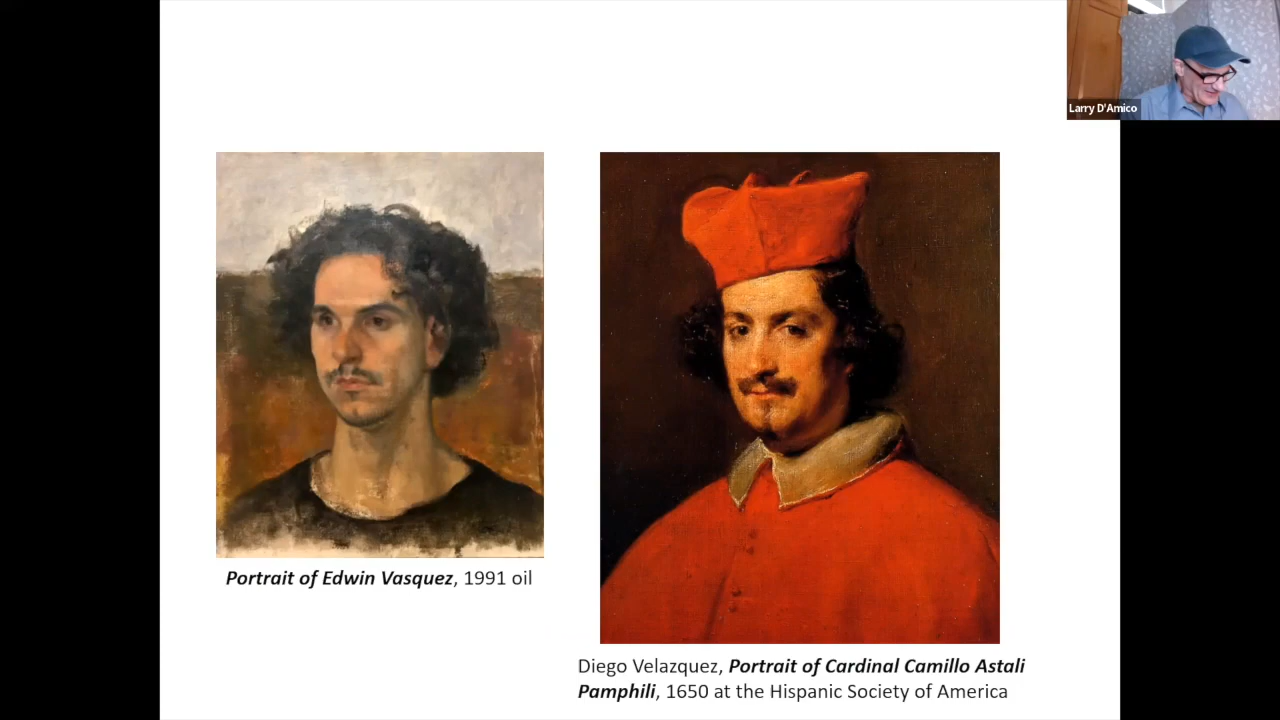 Larry D'Amico
Portrait of Edwin Vasquez, 1991 oil
Diego Velazquez, Portrait of Cardinal Camillo Astali
Pamphili, 1650 at the Hispanic Society of America